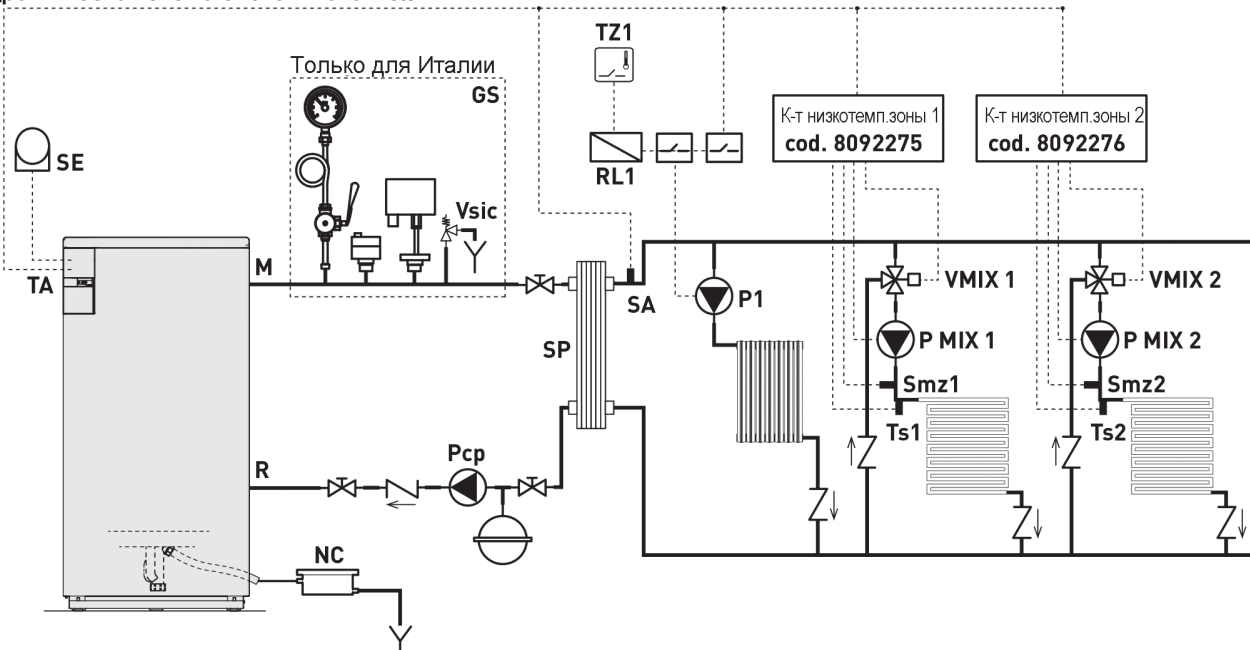 TZ1
Только для Италии
GS
К-т низкотемп.зоны 1
cod. 8092275
К-т низкотемп.зоны 2
cod. 8092276
SE
RL1
Vsic
M
TA
SA
P1
VMIX 1
VMIX 2
SP
P MIX 1
P MIX 2
Smz1
Smz2
Ts1
Ts2
Pcp
R
NC